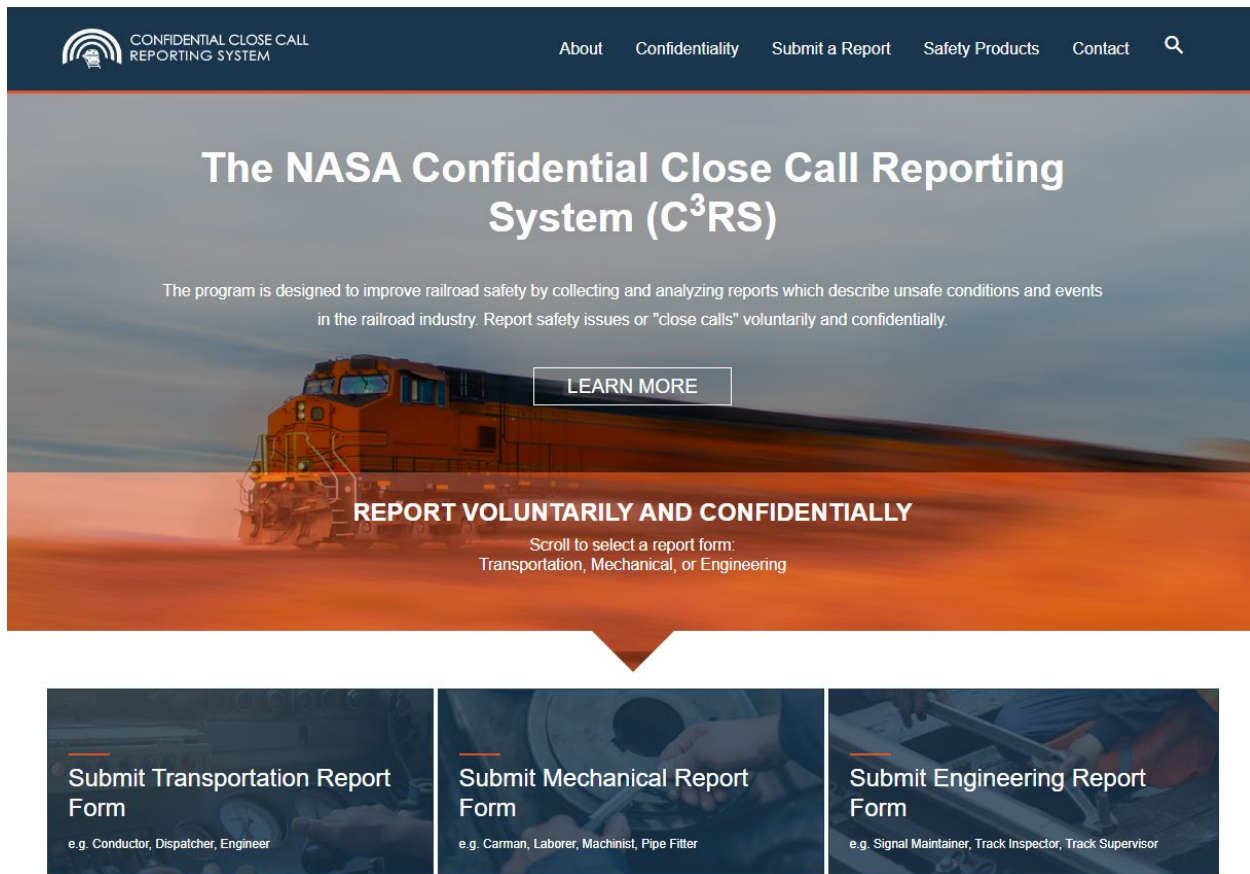 CONFIDENTIAL CLOSE CALL
REPORTING SYSTEM
About Confidentiality Submit a Report Safety Products Contact
The NASA Confidential Close Call Reporting
System (C³RS)
The program is designed to improve railroad safety by collecting and analyzing reports which describe unsafe conditions and events
in the railroad industry. Report safety issues or "close calls" voluntarily and confidentially.
LEARN MORE
REPORT VOLUNTARILY AND CONFIDENTIALLY
Scroll to select a report form:
Transportation, Mechanical, or Engineering
Submit Transportation Report
Form
e.g. Conductor, Dispatcher, Engineer
Submit Mechanical Report
Form
e.g. Carman, Laborer, Machinist, Pipe Fitter
Submit Engineering Report
Form
e.g. Signal Maintainer, Track Inspector, Track Supervisor